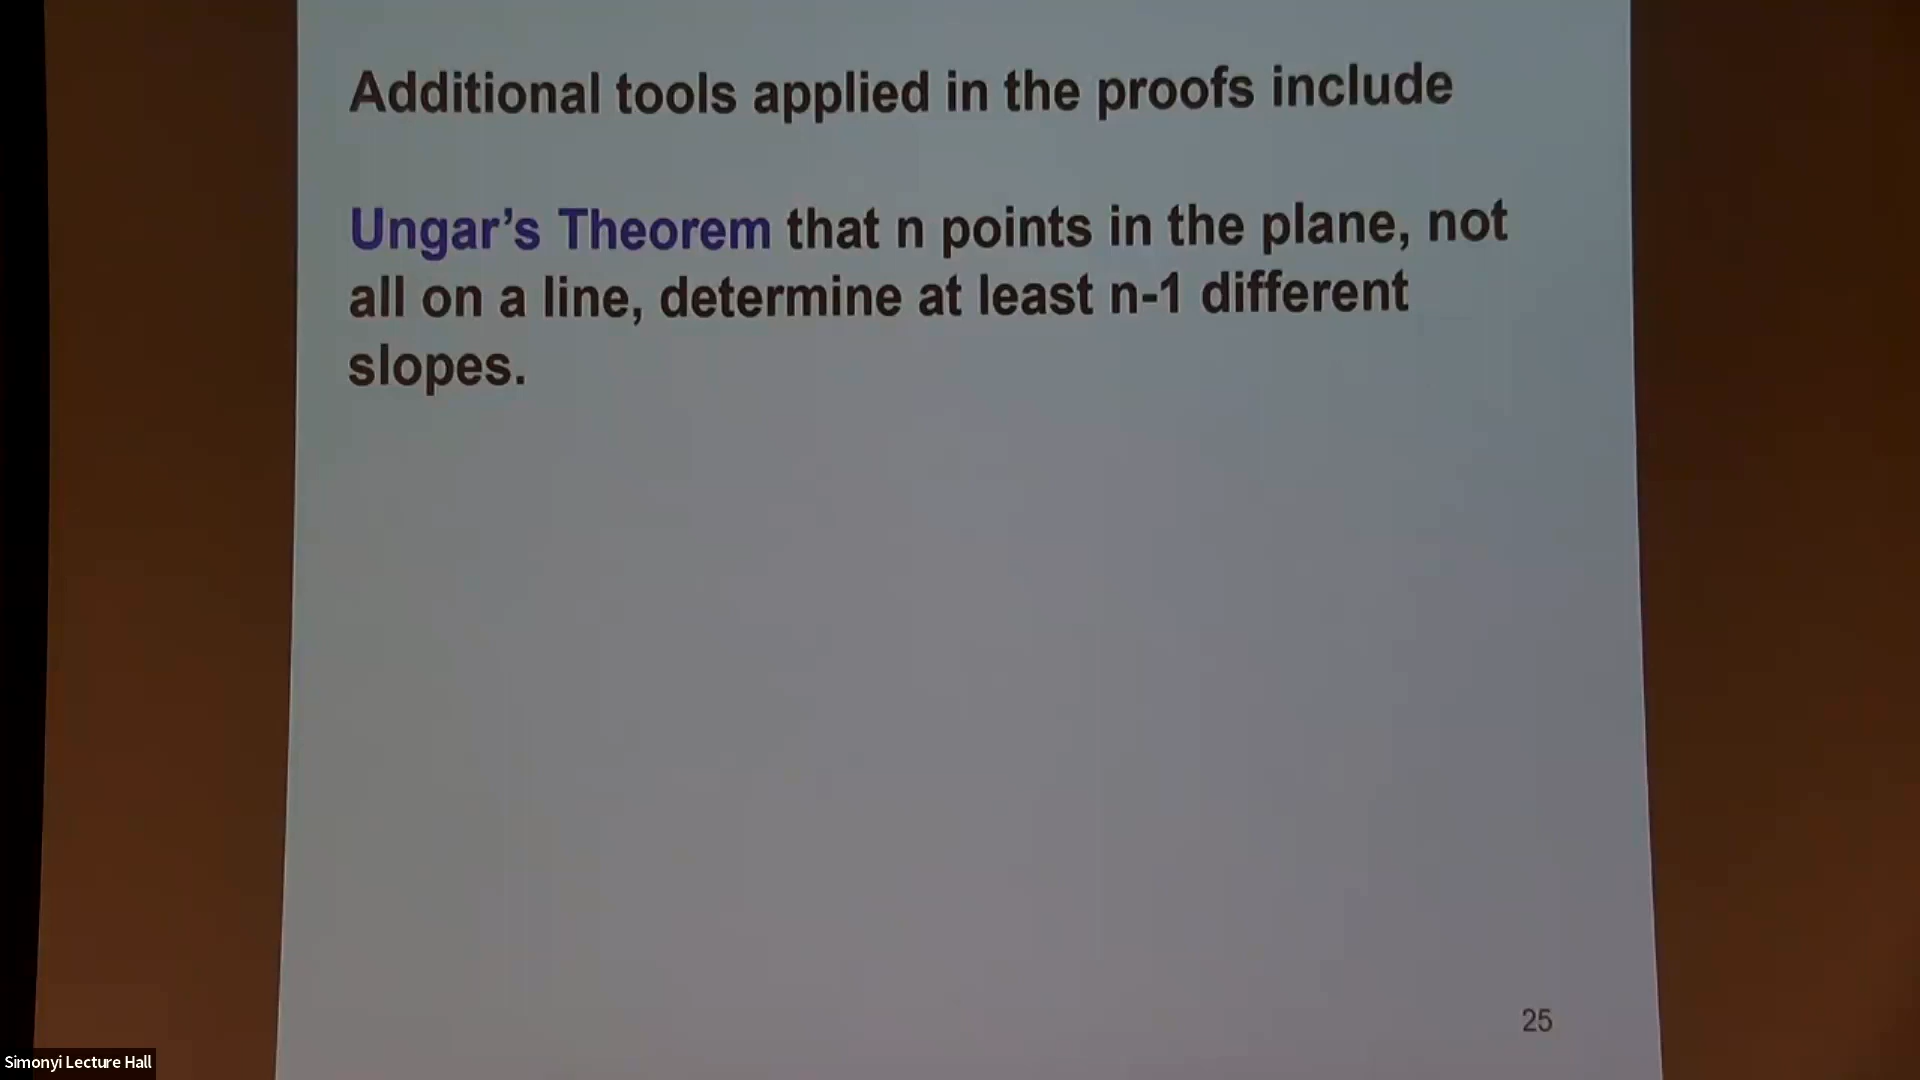 Additional tools applied in the proofs include
Ungar's Theorem that n points in the plane, not
all on a line, determine at least n-1 different
slopes.
25
Simonyi Lecture Hall